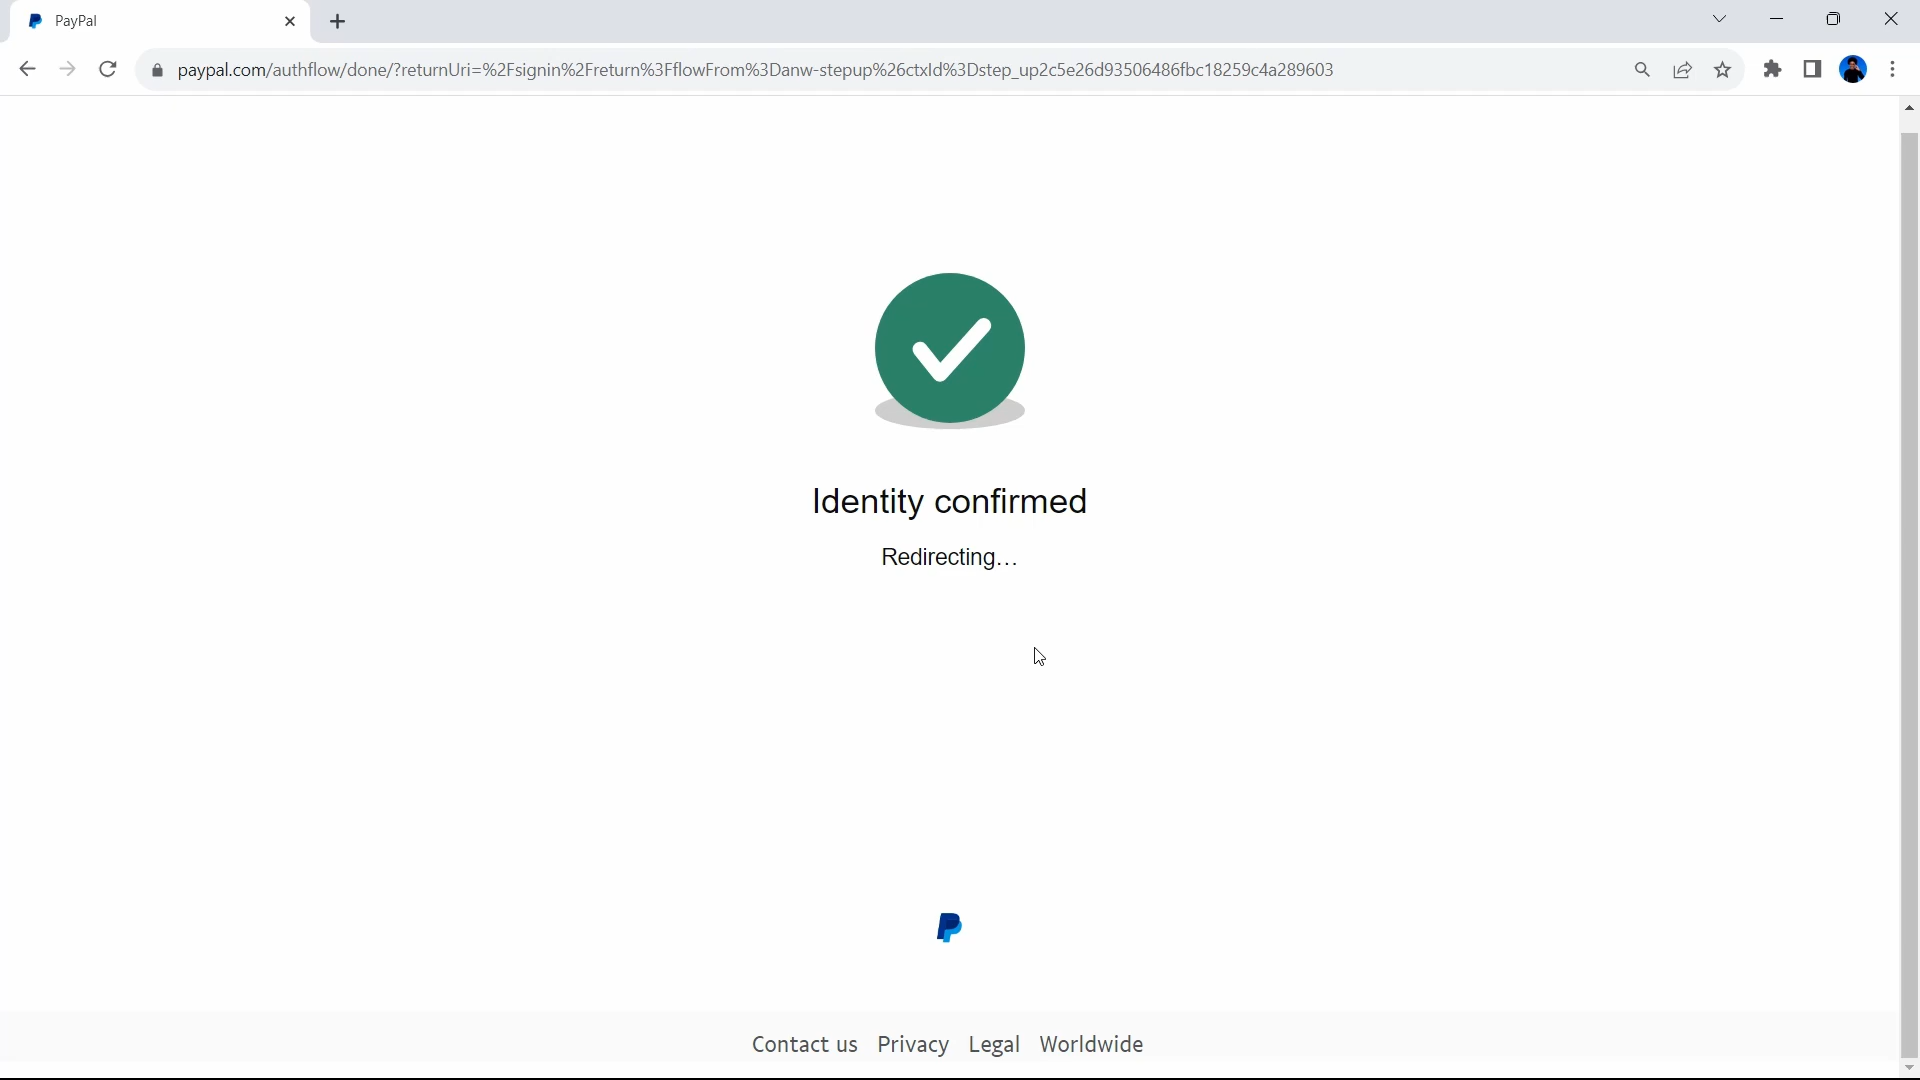 PayPal
paypal.com/authflow/done/?returnUri=%2Fsignin%2Freturn%3FflowFrom%3Danw-stepup%26ctxId%3Dstep_up2c5e26d93506486fbc18259c4a289603
Identity confirmed
Redirecting...
Contact us Privacy Legal Worldwide